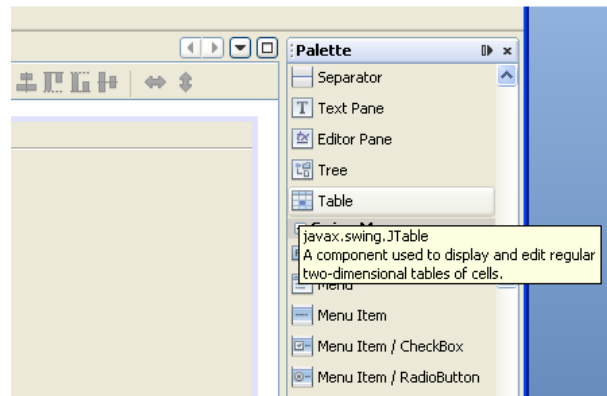 Palette
Separator
T Text Pane
Editor Pane
Tree
Table
javax.swing.JTable
A component used to display and edit regular
two-dimensional tables of cells.
Menu
Menu Item
Menu Item / CheckBox
Menu Item / RadioButton